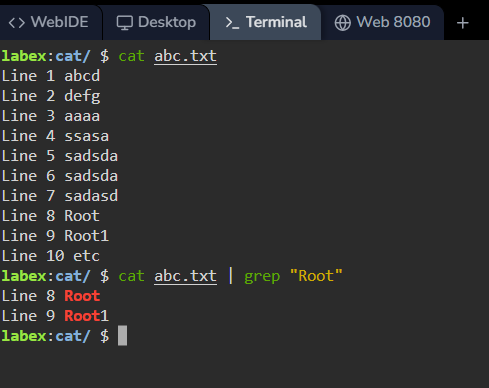 WebIDE Desktop Terminal Web 8080
labex:cat/ $ cat abc.txt
Line 1 abcd
Line 2 defg
Line 3 aaaa
Line 4 ssasa
Line 5 sadsda
Line 6 sadsda
Line 7 sadasd
Line 8 Root
Line 9 Root1
Line 10 etc
labex:cat/ $ cat abc.txt | grep "Root"
Line 8 Root
Line 9 Root1
labex:cat/ $